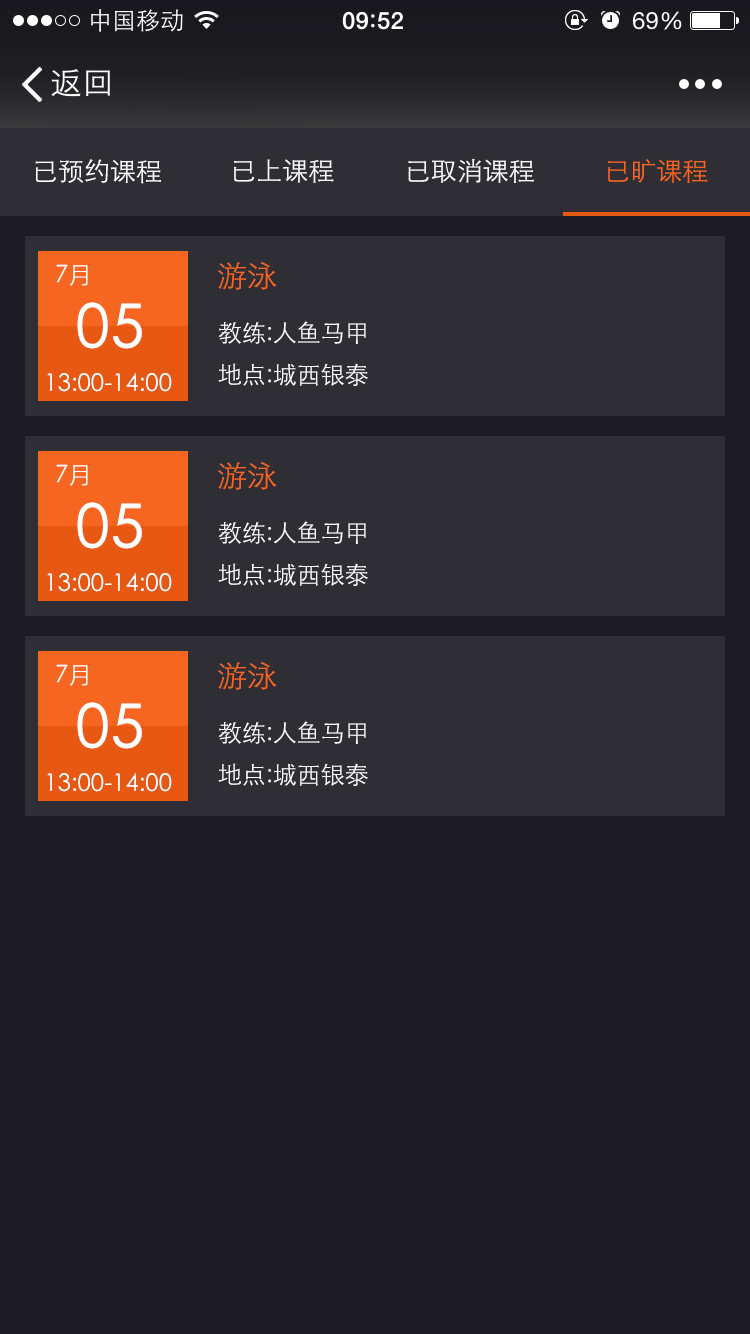 中国移动 09:52 69%
返回
已预约课程 已上课程 已取消课程 已旷课程
7月
05
13:00-14:00
游泳
教练:人鱼马甲
地点:城西银泰
7月
05
13:00-14:00
游泳
教练:人鱼马甲
地点:城西银泰
7月
05
13:00-14:00
游泳
教练:人鱼马甲
地点:城西银泰